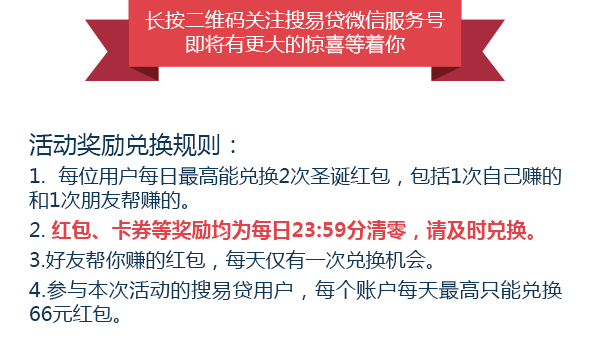 长按二维码关注搜易贷微信服务号
即将有更大的惊喜等着你
活动奖励兑换规则：
1. 每位用户每日最高能兑换2次圣诞红包，包括1次自己赚的
和1次朋友帮赚的。
2. 红包、卡券等奖励均为每日23:59分清零，请及时兑换。
3.好友帮你赚的红包，每天仅有一次兑换机会。
4.参与本次活动的搜易贷用户，每个账户每天最高只能兑换
66元红包。